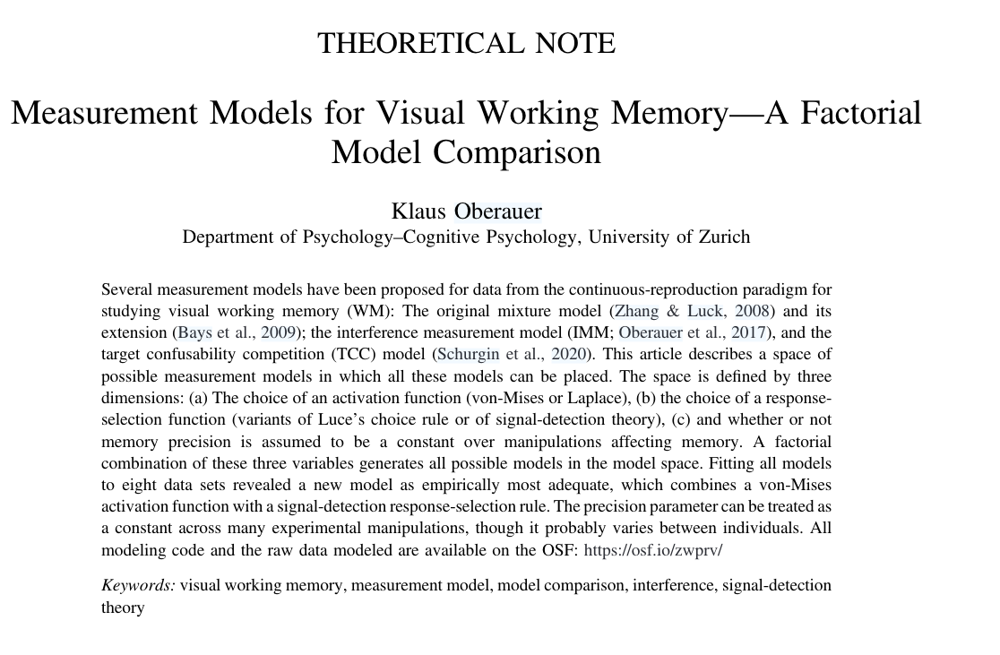 THEORETICAL NOTE
Measurement Models for Visual Working Memory—A Factorial
Model Comparison
Klaus Oberauer
Department of Psychology–Cognitive Psychology, University of Zurich
Several measurement models have been proposed for data from the continuous-reproduction paradigm for
studying visual working memory (WM): The original mixture model (Zhang & Luck, 2008) and its
extension (Bays et al., 2009); the interference measurement model (IMM; Oberauer et al., 2017), and the
target confusability competition (TCC) model (Schurgin et al., 2020). This article describes a space of
possible measurement models in which all these models can be placed. The space is defined by three
dimensions: (a) The choice of an activation function (von-Mises or Laplace), (b) the choice of a response-
selection function (variants of Luce's choice rule or of signal-detection theory), (c) and whether or not
memory precision is assumed to be a constant over manipulations affecting memory. A factorial
combination of these three variables generates all possible models in the model space. Fitting all models
to eight data sets revealed a new model as empirically most adequate, which combines a von-Mises
activation function with a signal-detection response-selection rule. The precision parameter can be treated as
a constant across many experimental manipulations, though it probably varies between individuals. All
modeling code and the raw data modeled are available on the OSF: https://osf.io/zwprv/
Keywords: visual working memory, measurement model, model comparison, interference, signal-detection
theory